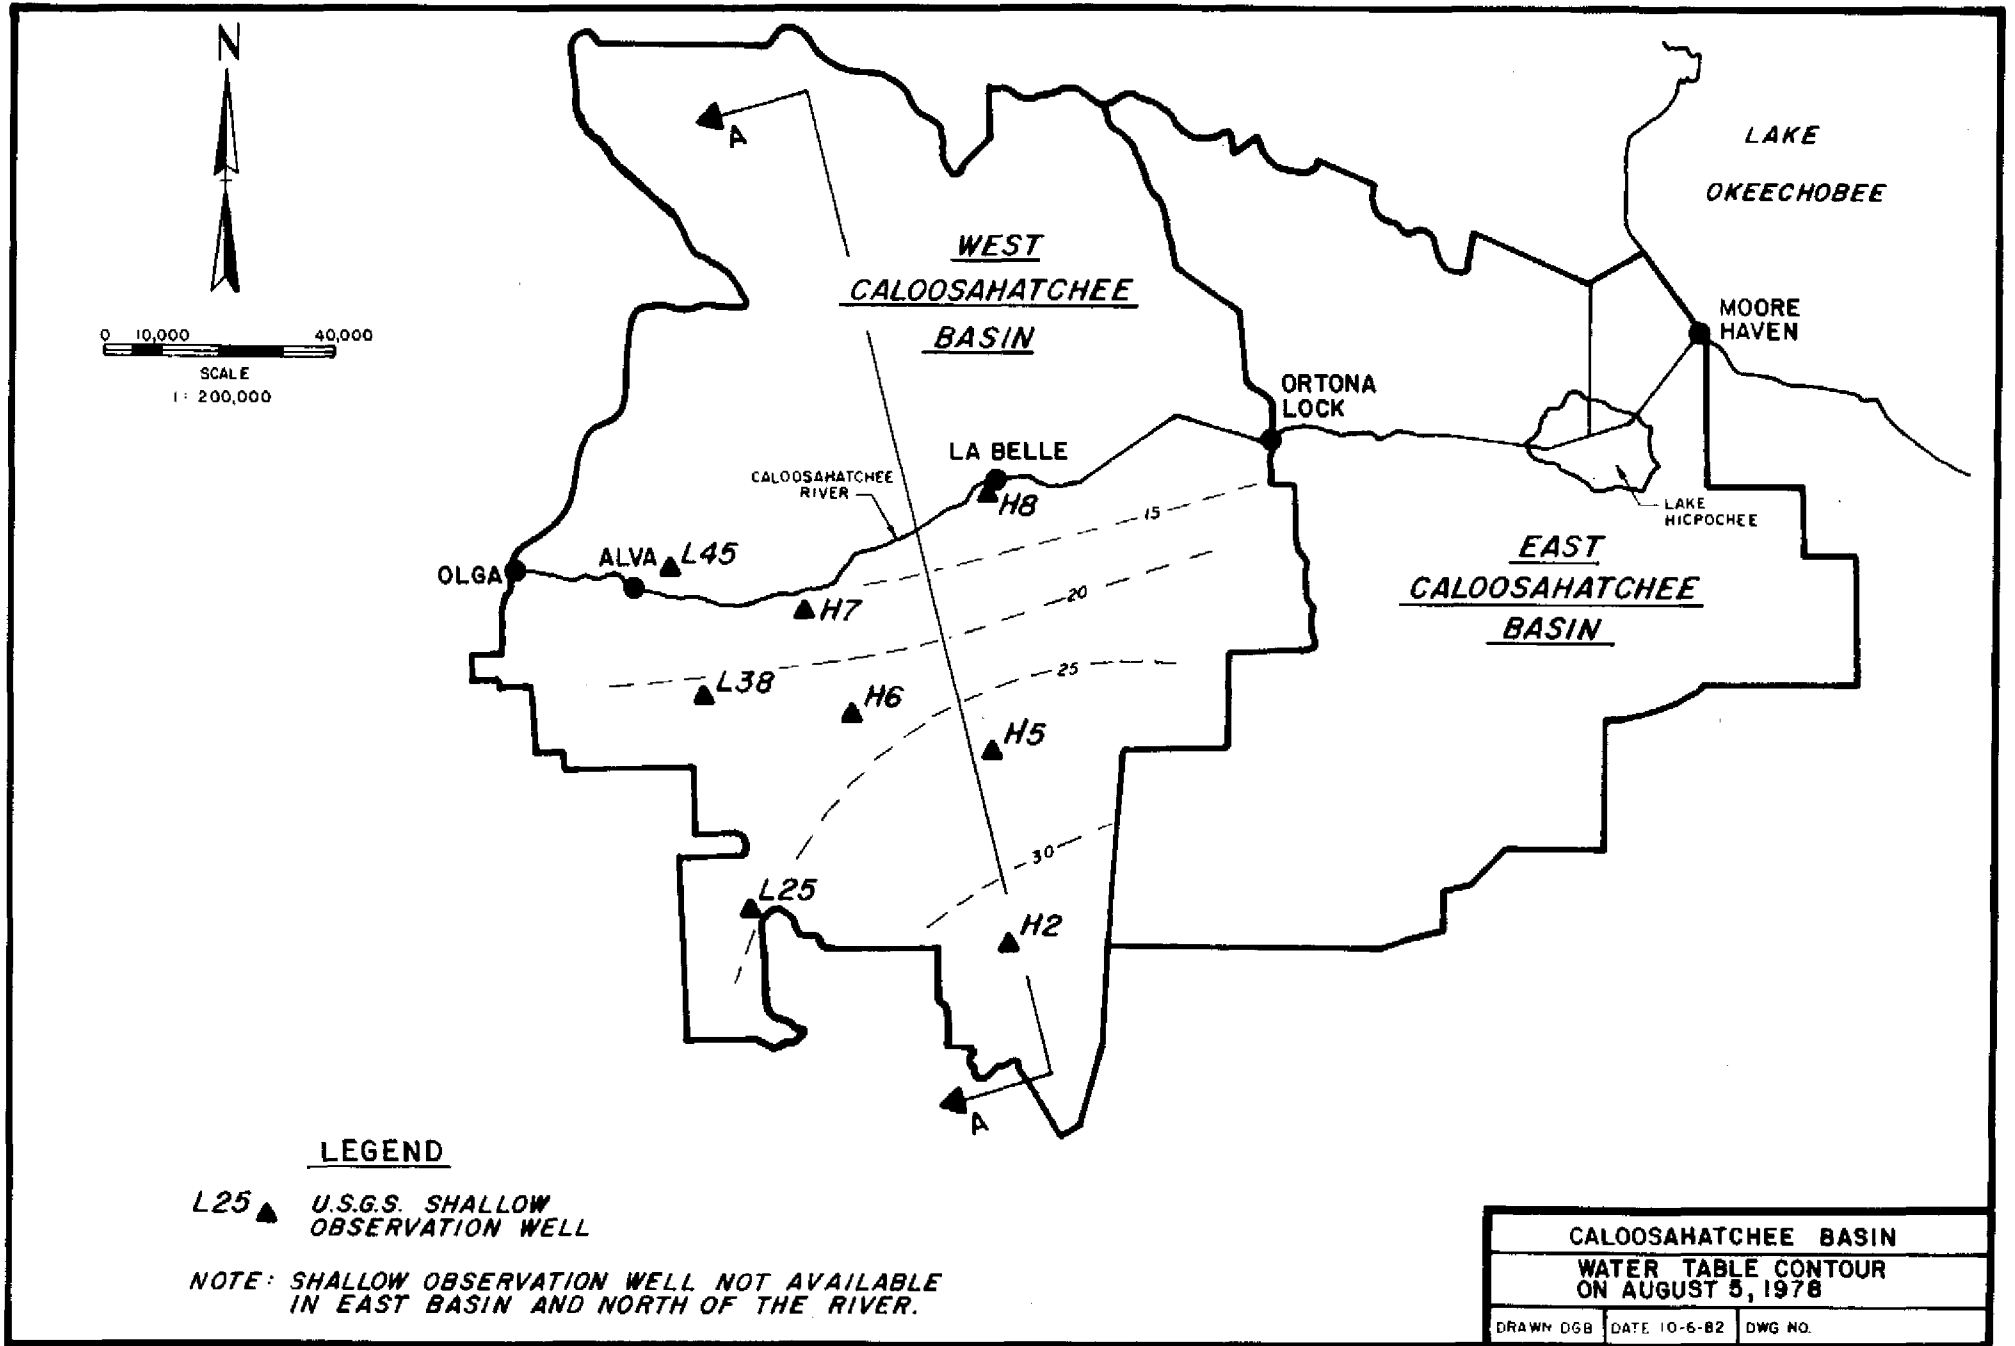 N
0 10,000 40,000
SCALE
1: 200,000
A
LAKE
OKEECHOBEE
WEST
CALOOSAHATCHEE
BASIN
MOORE
HAVEN
ORTONA
LOCK
LA BELLE
CALOOSAHATCHEE
RIVER
H8
15
LAKE
HICPOCHEE
EAST
CALOOSAHATCHEE
BASIN
OLGA
ALVA
L45
H7
20
25
L38
H6
H5
30
L25
H2
A
LEGEND
L25 U.S.G.S. SHALLOW
OBSERVATION WELL
NOTE: SHALLOW OBSERVATION WELL NOT AVAILABLE
IN EAST BASIN AND NORTH OF THE RIVER.
CALOOSAHATCHEE BASIN
WATER TABLE CONTOUR
ON AUGUST 5, 1978
DRAWN DGB DATE 10-6-82 DWG NO.